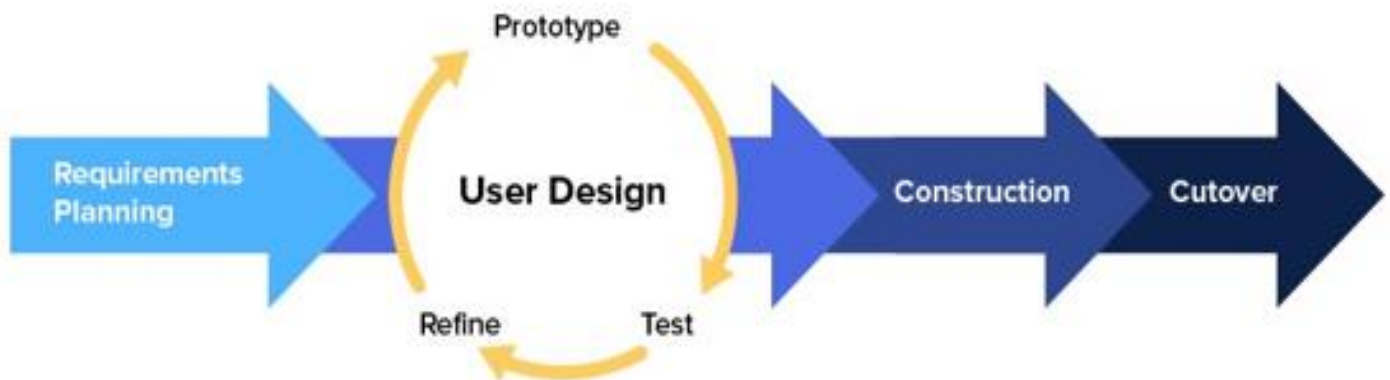 Prototype
Requirements
Planning
User Design
Construction
Cutover
Refine
Test